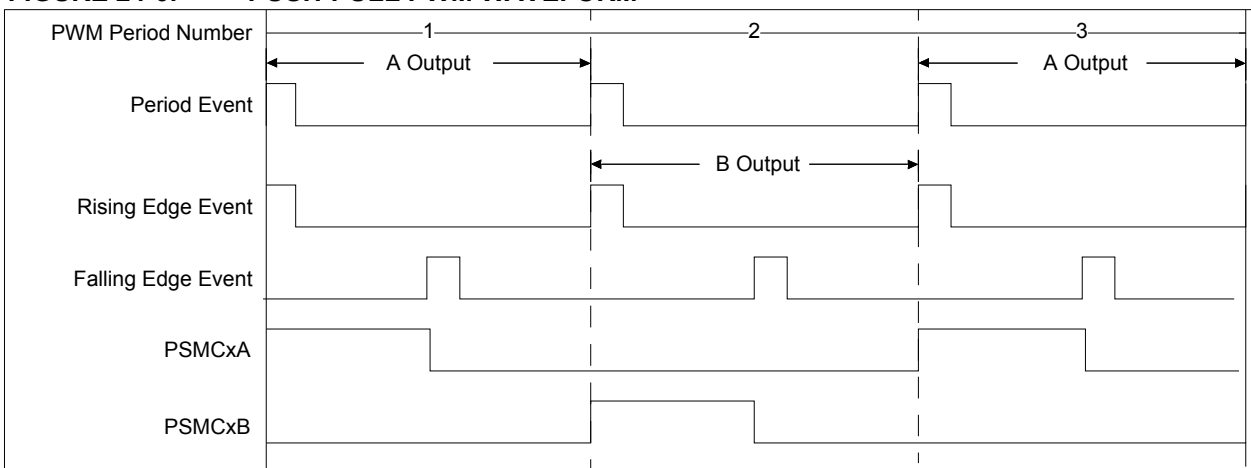 PWM Period Number 1 2 3
A Output A Output
Period Event
B Output
Rising Edge Event
Falling Edge Event
PSMCxA
PSMCxB